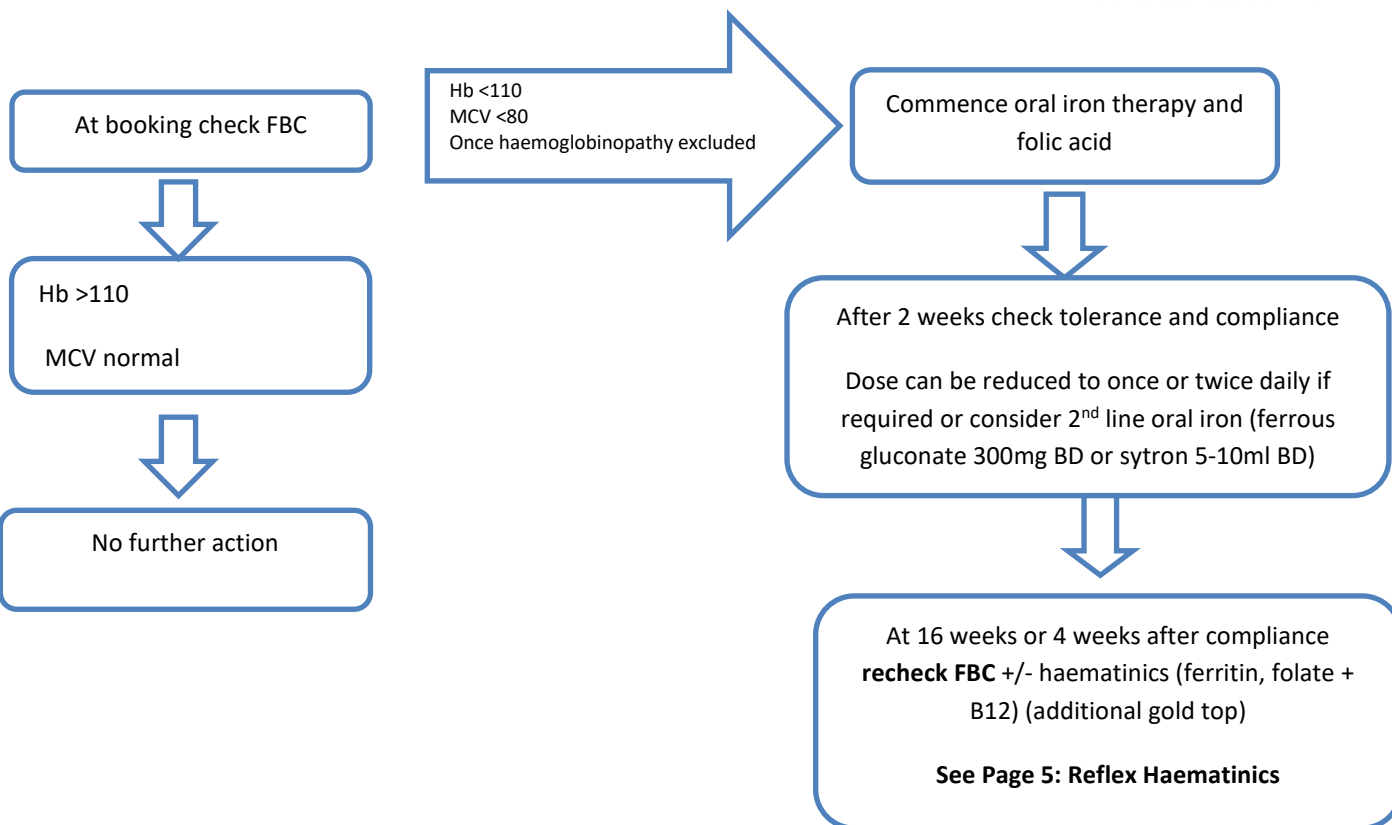 At booking check FBC
Hb >110
MCV normal
No further action
Hb <110
MCV <80
Once haemoglobinopathy excluded
Commence oral iron therapy and
folic acid
After 2 weeks check tolerance and compliance
Dose can be reduced to once or twice daily if
required or consider 2nd line oral iron (ferrous
gluconate 300mg BD or sytron 5-10ml BD)
At 16 weeks or 4 weeks after compliance
recheck FBC +/- haematinics (ferritin, folate +
B12) (additional gold top)
See Page 5: Reflex Haematinics